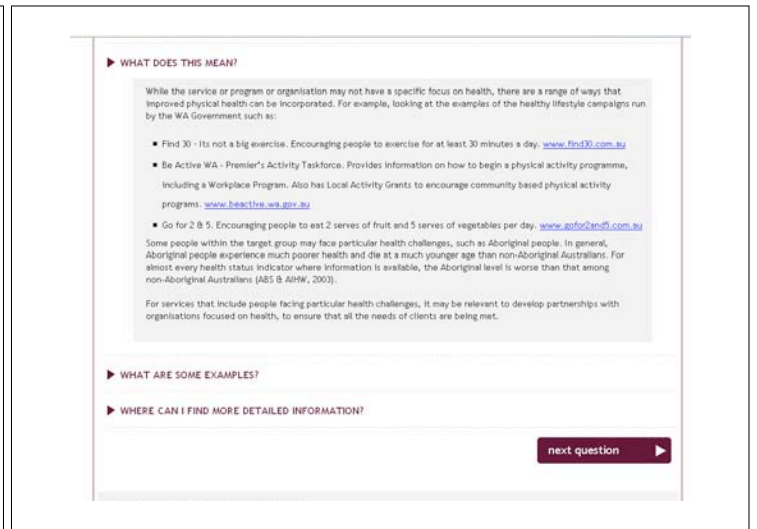 WHAT DOES THIS MEAN?
While the service or program or organisation may not have a specific focus on health, there are a range of ways that
improved physical health can be incorporated. For example, looking at the examples of the healthy lifestyle campaigns run
by the WA Government such as:
Find 30 - Its not a big exercise. Encouraging people to exercise for at least 30 minutes a day. www.find30.com.au
Be Active WA - Premier's Activity Taskforce. Provides information on how to begin a physical activity programme,
including a Workplace Program. Also has Local Activity Grants to encourage community based physical activity
programs. www.beactive.wa.gov.au
Go for 2 & 5. Encouraging people to eat 2 serves of fruit and 5 serves of vegetables per day. www.gofor2and5.com.au
Some people within the target group may face particular health challenges, such as Aboriginal people. In general,
Aboriginal people experience much poorer health and die at a much younger age than non-Aboriginal Australians. For
almost every health status indicator where information is available, the Aboriginal level is worse than that among
non-Aboriginal Australians (ABS & AIHW, 2003).
For services that include people facing particular health challenges, it may be relevant to develop partnerships with
organisations focused on health, to ensure that all the needs of clients are being met.
WHAT ARE SOME EXAMPLES?
WHERE CAN I FIND MORE DETAILED INFORMATION?
next question